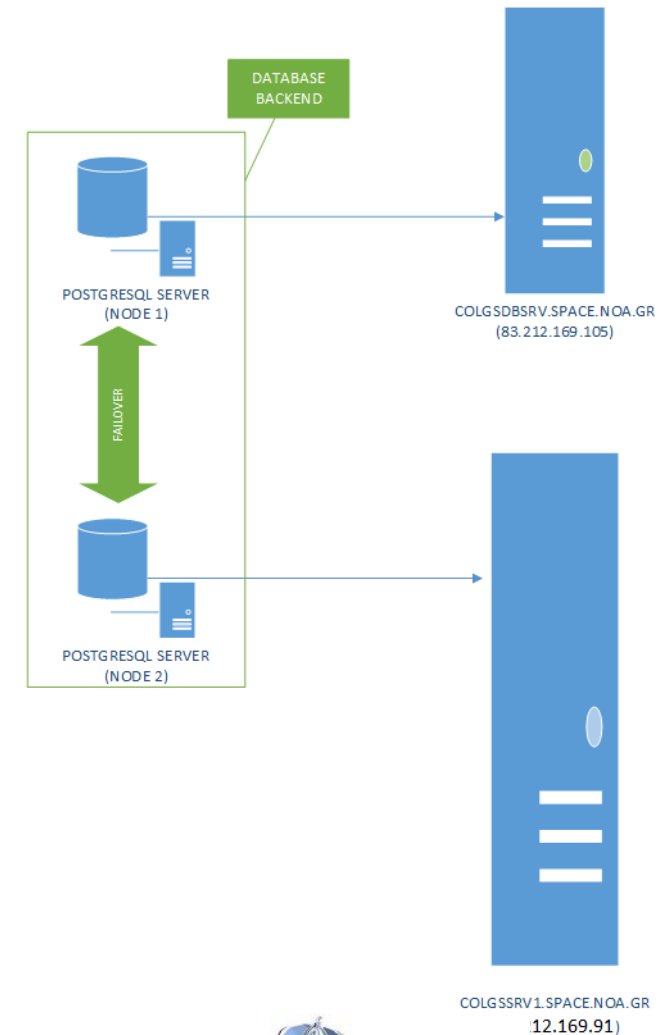 DATABASE
BACKEND
POSTGRESQL SERVER
(NODE 1)
COLGSDBSRV.SPACE.NOA.GR
(83.212.169.105)
FAILOVER
POSTGRESQL SERVER
(NODE 2)
COLGSSRV1.SPACE.NOA.GR
12.169.91)